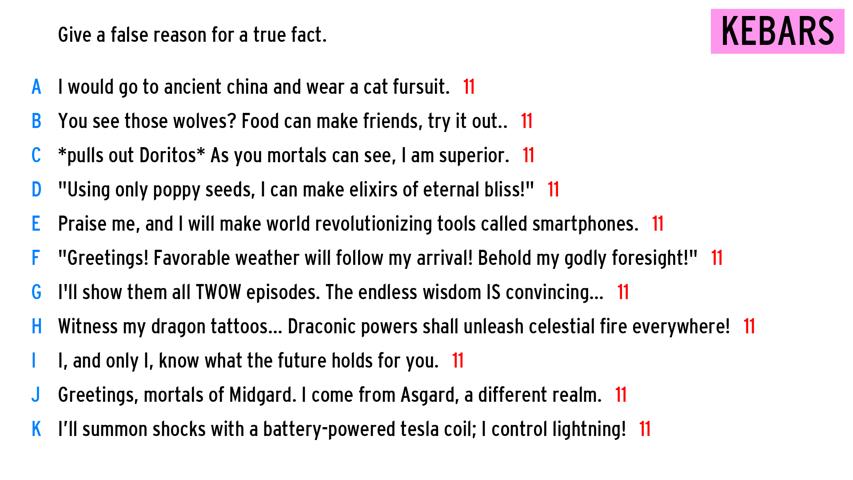 Give a false reason for a true fact.
KEBARS
A I would go to ancient china and wear a cat fursuit. 11
B You see those wolves? Food can make friends, try it out.. 11
C *pulls out Doritos* As you mortals can see, I am superior. 11
D "Using only poppy seeds, I can make elixirs of eternal bliss!" 11
E Praise me, and I will make world revolutionizing tools called smartphones. 11
F "Greetings! Favorable weather will follow my arrival! Behold my godly foresight!" 11
G I'll show them all TWOW episodes. The endless wisdom IS convincing... 11
H Witness my dragon tattoos... Draconic powers shall unleash celestial fire everywhere! 11
I I, and only I, know what the future holds for you. 11
J Greetings, mortals of Midgard. I come from Asgard, a different realm. 11
K I’ll summon shocks with a battery-powered tesla coil; I control lightning! 11